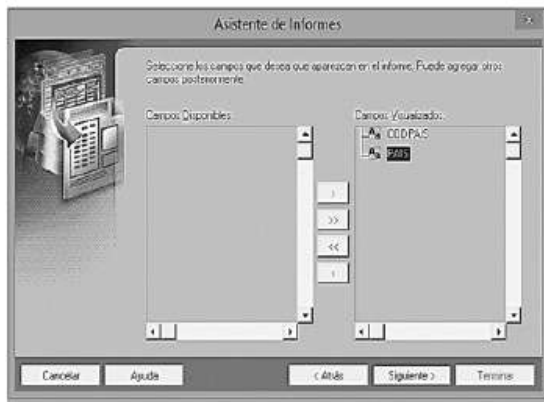 Asistente de Informes
Seleccione los campos que desea que aparezcan en el informe. Puede agregar otros
campos posteriormente.
Campos Disponibles:
Campos Visualizados:
CODPAIS
PAIS
>
>>
<<
<
Cancelar
Ayuda
< Atrás
Siguiente >
Terminar